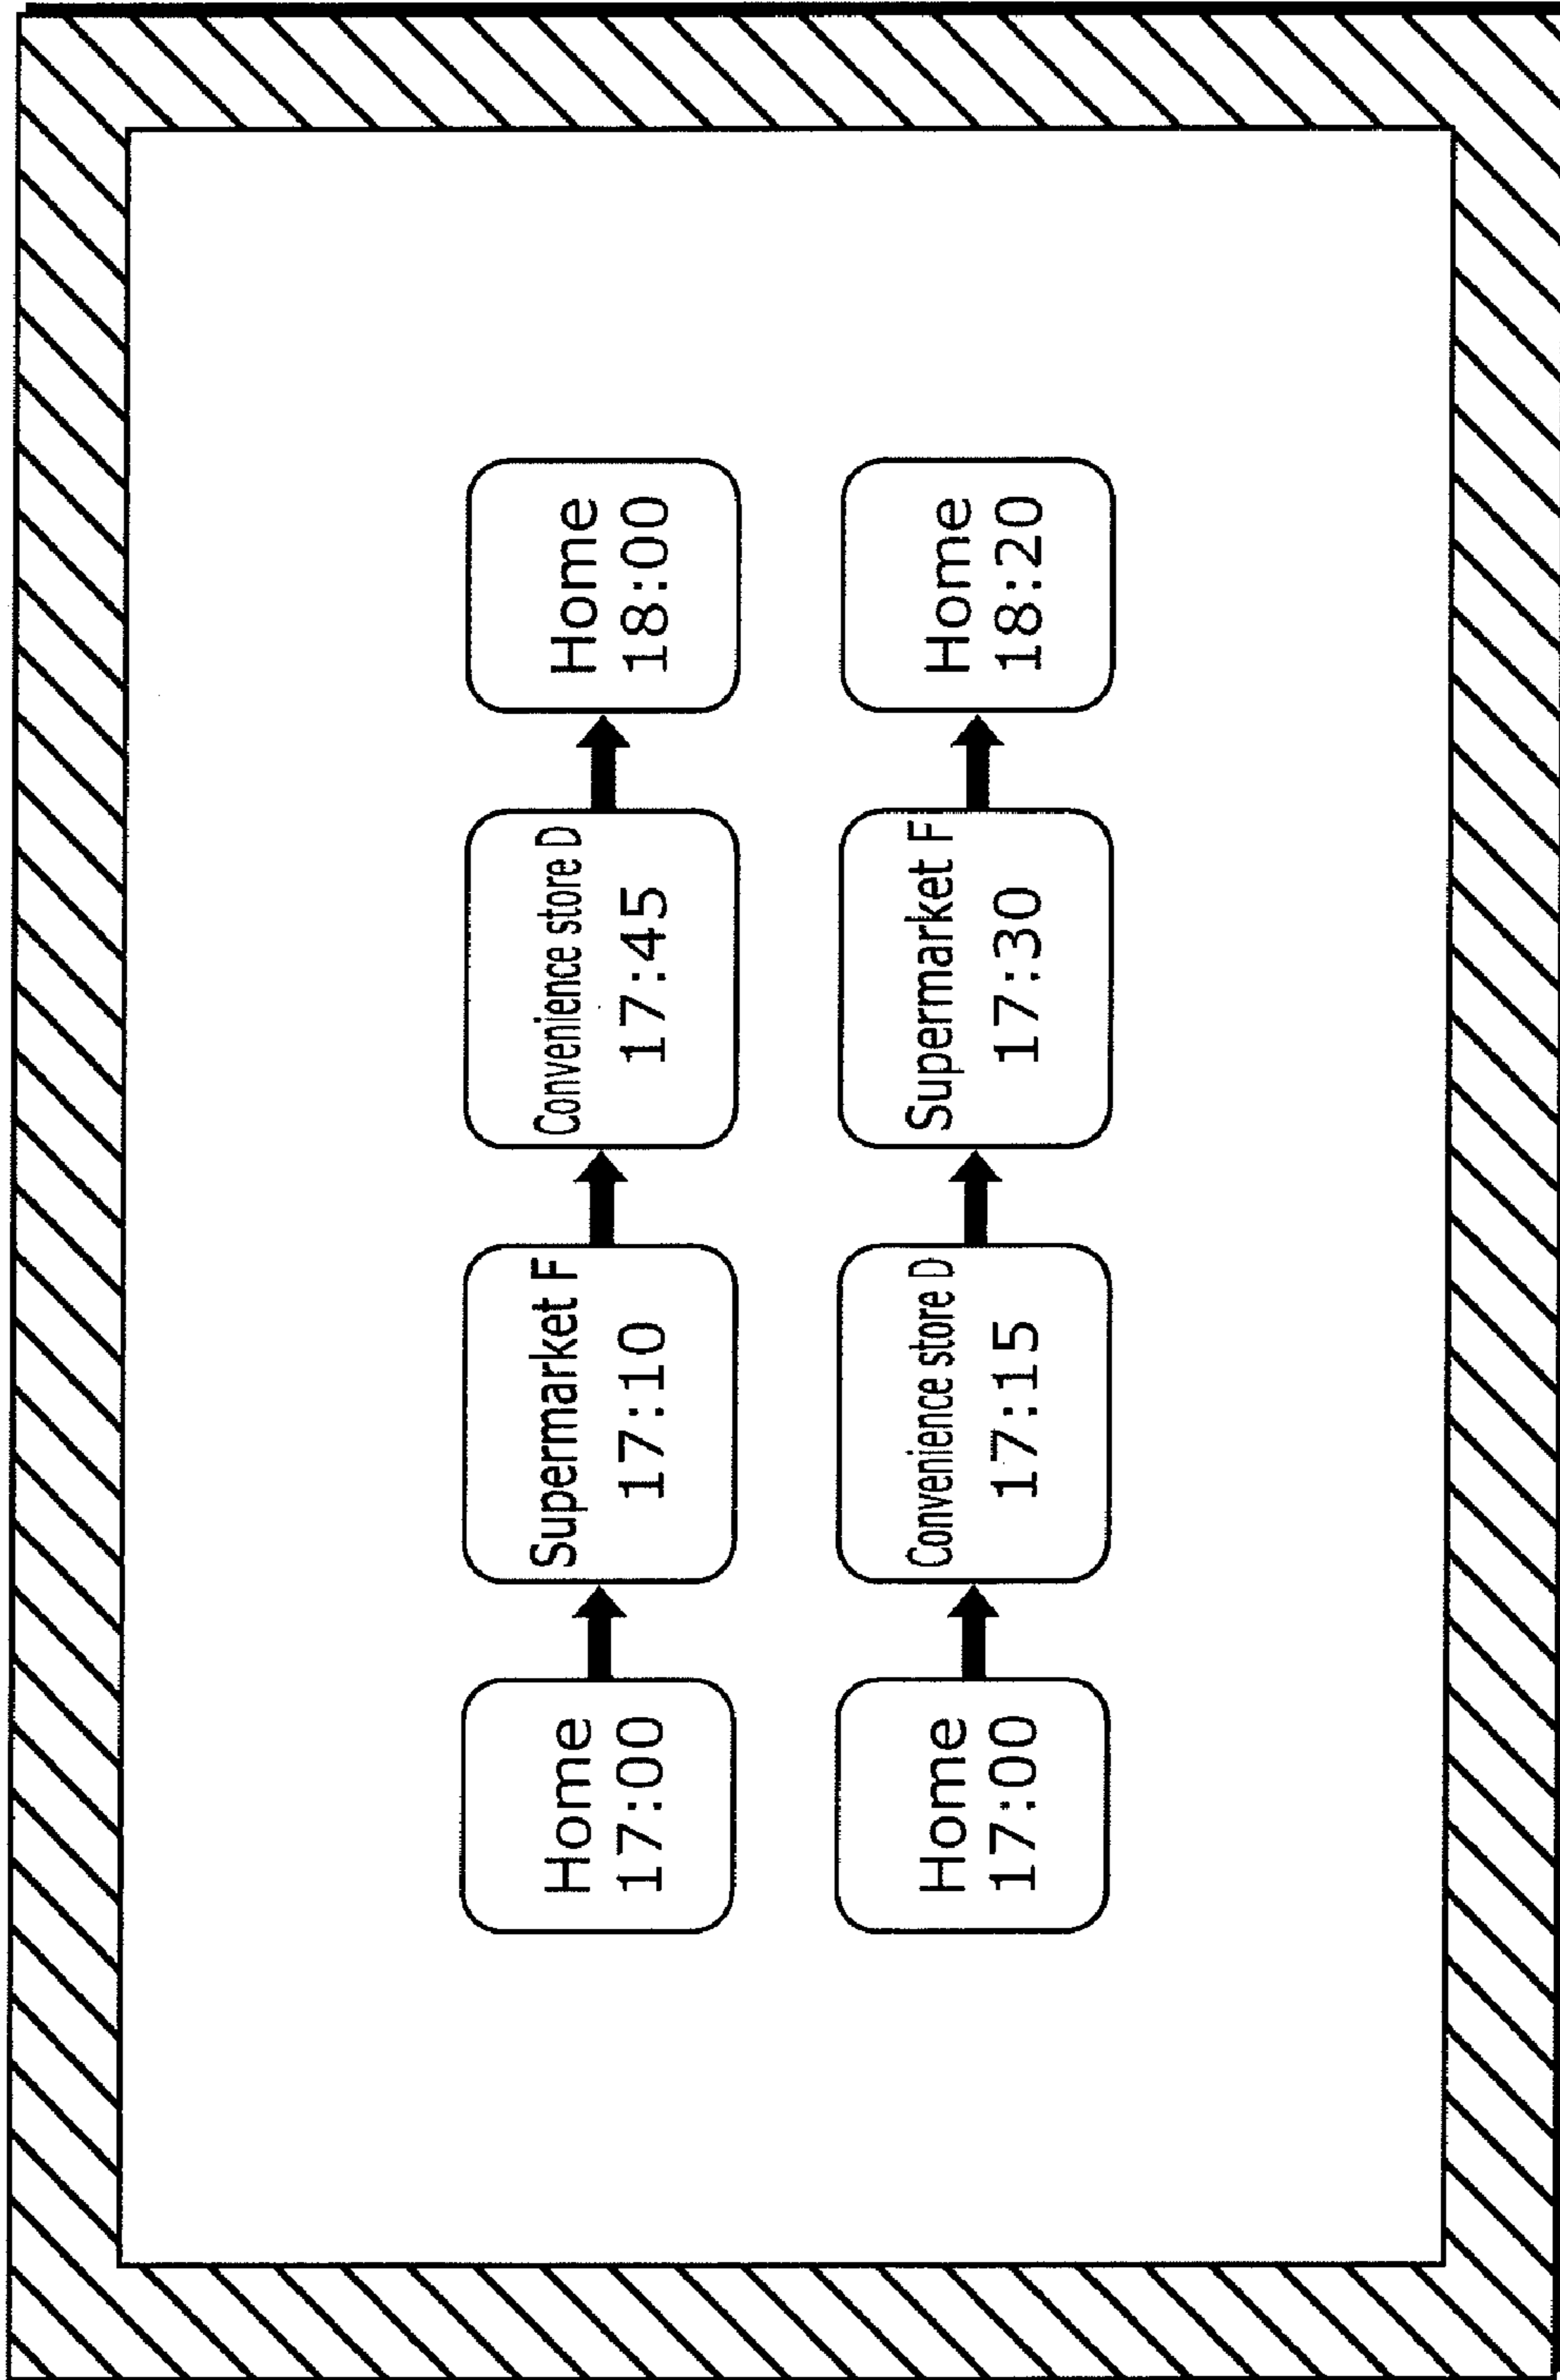 Home
17:00
Supermarket F
17:10
Convenience store D
17:45
Home
18:00
Home
17:00
Convenience store D
17:15
Supermarket F
17:30
Home
18:20